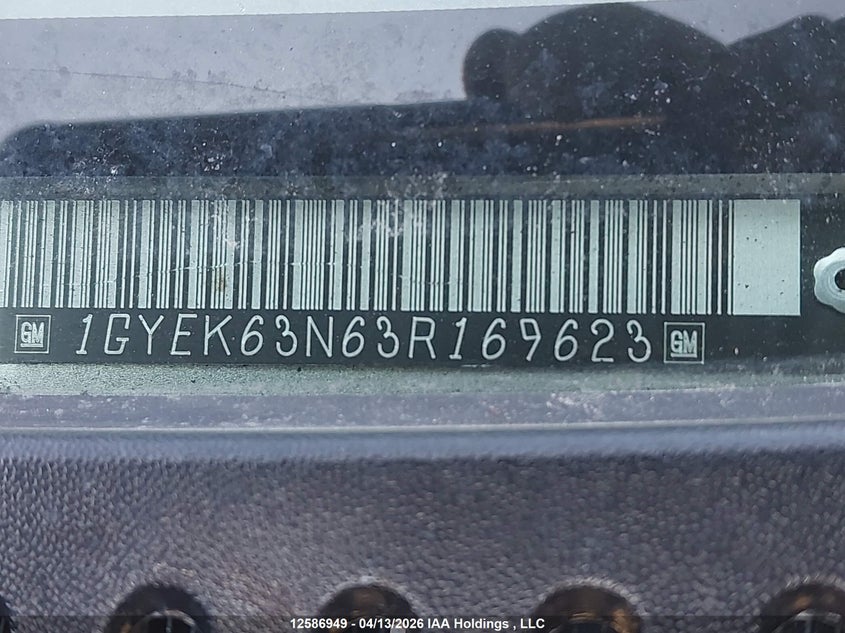 GM 1GYEK63N63R169623 GM
12586949 - 04/13/2026 IAA Holdings , LLC